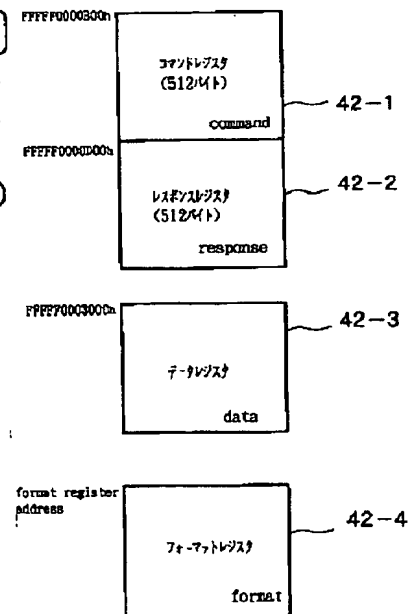 FFFFF0000300h
コマンドレジスタ
(512バイト)
command
42-1
FFFFF0000D00h
レスポンスレジスタ
(512バイト)
response
42-2
42-3
データレジスタ
data
format register
address
42-4
フォーマットレジスタ
format